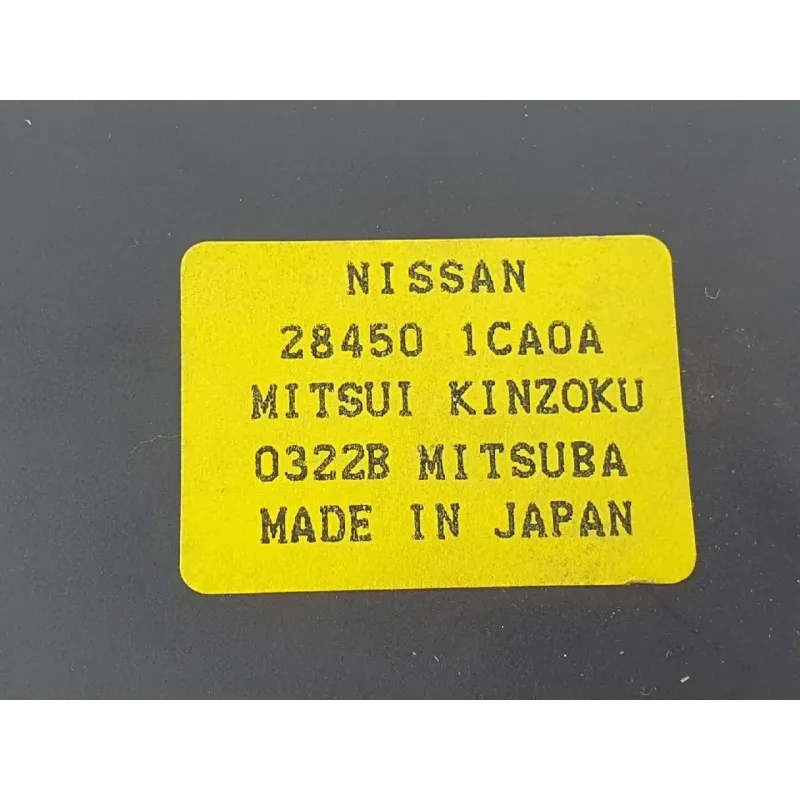 NISSAN
28450 1CA0A
MITSUI KINZOKU
0322B MITSUBA
MADE IN JAPAN